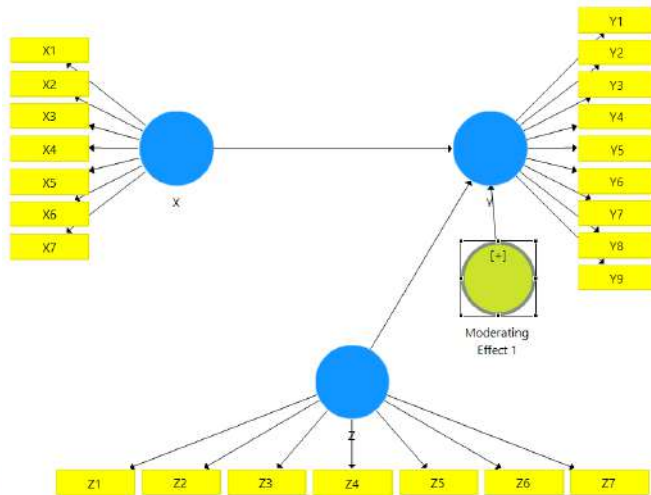 Y1
X1
Y2
X2
Y3
X3
Y4
X4
Y5
X5
Y6
X6
Y7
X7
Y8
Y9
X
Y
[+]
Moderating
Effect 1
Z
Z1
Z2
Z3
Z4
Z5
Z6
Z7